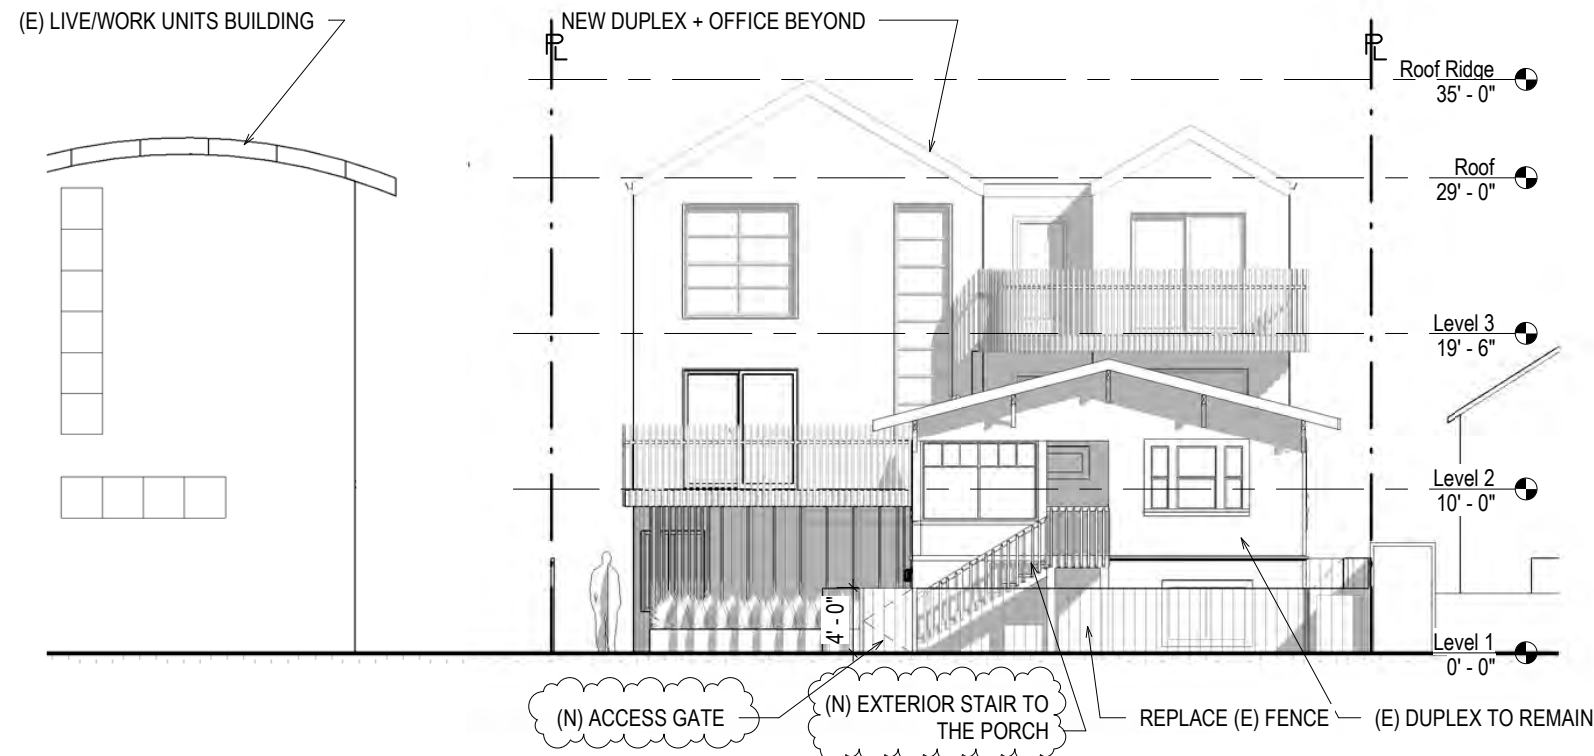 (E) LIVE/WORK UNITS BUILDING
NEW DUPLEX + OFFICE BEYOND
PL
PL
Roof Ridge
35' - 0"
Roof
29' - 0"
Level 3
19' - 6"
Level 2
10' - 0"
4' - 0"
Level 1
0' - 0"
(N) ACCESS GATE
(N) EXTERIOR STAIR TO
THE PORCH
REPLACE (E) FENCE
(E) DUPLEX TO REMAIN